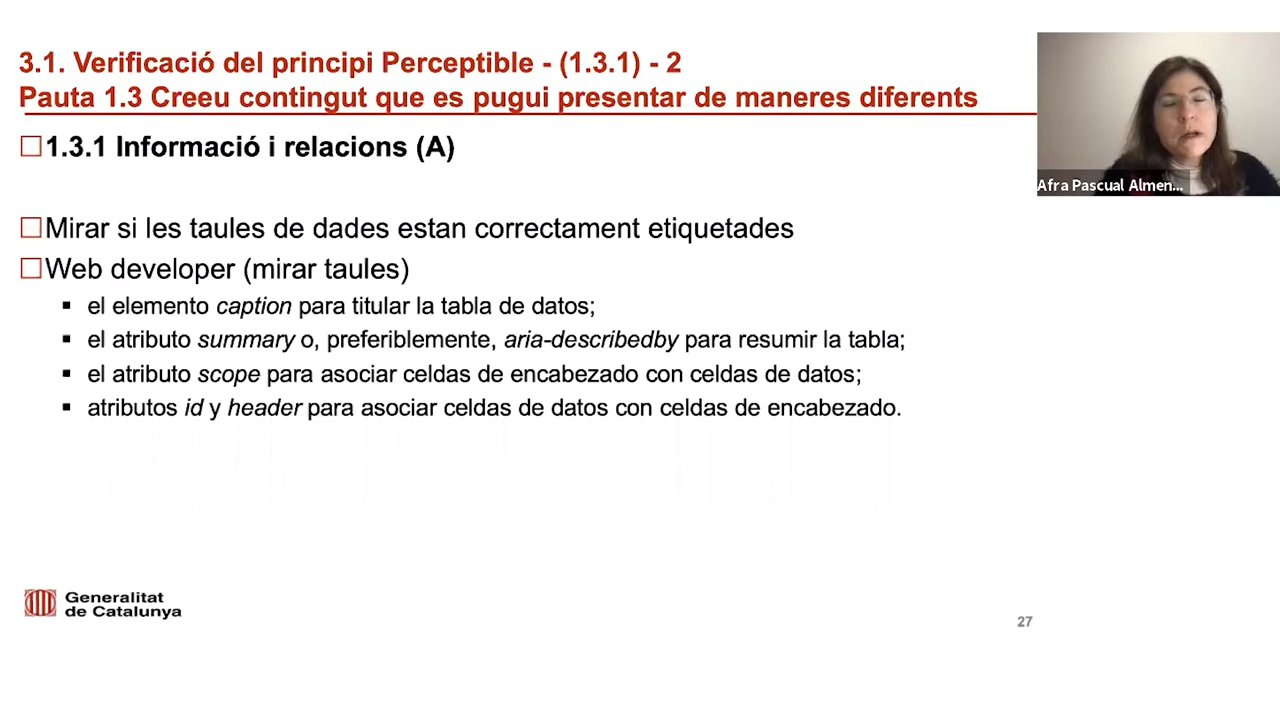 3.1. Verificació del principi Perceptible - (1.3.1) - 2
Pauta 1.3 Creeu contingut que es pugui presentar de maneres diferents
1.3.1 Informació i relacions (A)
Afra Pascual Almen...
Mirar si les taules de dades estan correctament etiquetades
Web developer (mirar taules)
el elemento caption para titular la tabla de datos;
el atributo summary o, preferiblemente, aria-describedby para resumir la tabla;
el atributo scope para asociar celdas de encabezado con celdas de datos;
atributos id y header para asociar celdas de datos con celdas de encabezado.
Generalitat
de Catalunya
27